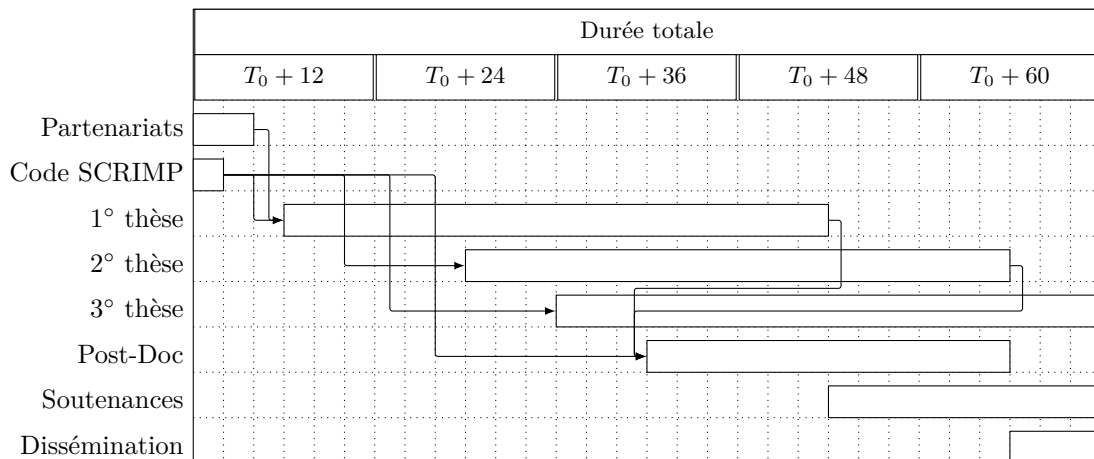 Durée totale
T₀ + 12 T₀ + 24 T₀ + 36 T₀ + 48 T₀ + 60
Partenariats
Code SCRIMP
1° thèse
2° thèse
3° thèse
Post-Doc
Soutenances
Dissémination